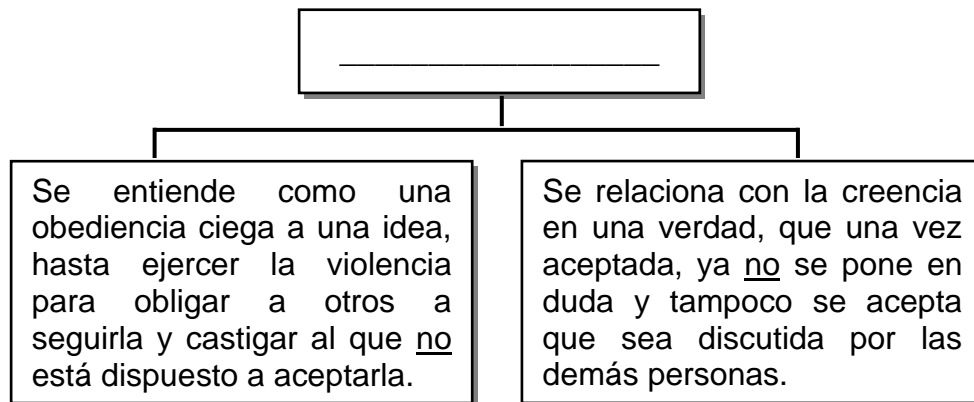 ____________________
Se entiende como una
obediencia ciega a una idea,
hasta ejercer la violencia
para obligar a otros a
seguirla y castigar al que no
está dispuesto a aceptarla.
Se relaciona con la creencia
en una verdad, que una vez
aceptada, ya no se pone en
duda y tampoco se acepta
que sea discutida por las
demás personas.